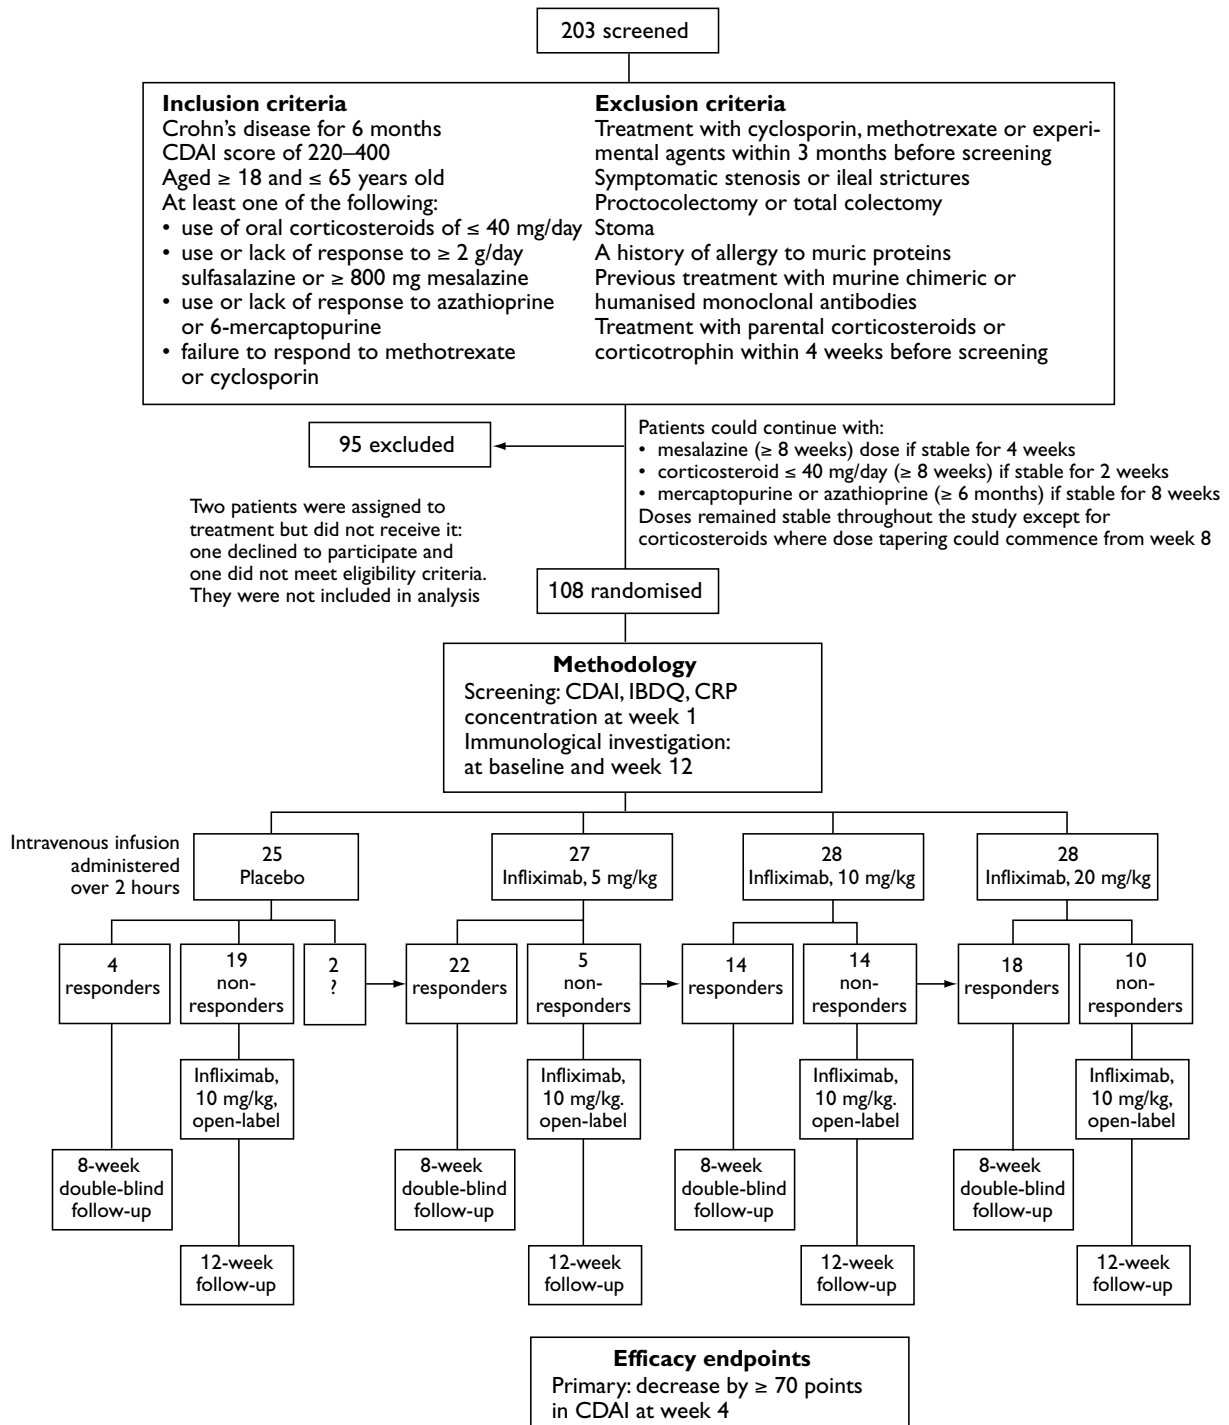 203 screened
Inclusion criteria
Crohn's disease for 6 months
CDAI score of 220–400
Aged ≥ 18 and ≤ 65 years old
At least one of the following:
• use of oral corticosteroids of ≤ 40 mg/day
• use or lack of response to ≥ 2 g/day
sulfasalazine or ≥ 800 mg mesalazine
• use or lack of response to azathioprine
or 6-mercaptopurine
• failure to respond to methotrexate
or cyclosporin
Exclusion criteria
Treatment with cyclosporin, methotrexate or experi-
mental agents within 3 months before screening
Symptomatic stenosis or ileal strictures
Proctocolectomy or total colectomy
Stoma
A history of allergy to muric proteins
Previous treatment with murine chimeric or
humanised monoclonal antibodies
Treatment with parental corticosteroids or
corticotrophin within 4 weeks before screening
95 excluded
Patients could continue with:
• mesalazine (≥ 8 weeks) dose if stable for 4 weeks
• corticosteroid ≤ 40 mg/day (≥ 8 weeks) if stable for 2 weeks
• mercaptopurine or azathioprine (≥ 6 months) if stable for 8 weeks
Doses remained stable throughout the study except for
corticosteroids where dose tapering could commence from week 8
Two patients were assigned to
treatment but did not receive it:
one declined to participate and
one did not meet eligibility criteria.
They were not included in analysis
108 randomised
Methodology
Screening: CDAI, IBDQ, CRP
concentration at week 1
Immunological investigation:
at baseline and week 12
Intravenous infusion
administered
over 2 hours
25
Placebo
27
Infliximab, 5 mg/kg
28
Infliximab, 10 mg/kg
28
Infliximab, 20 mg/kg
4
responders
19
non-
responders
2
?
22
responders
5
non-
responders
14
responders
14
non-
responders
18
responders
10
non-
responders
Infliximab,
10 mg/kg,
open-label
Infliximab,
10 mg/kg.
open-label
Infliximab,
10 mg/kg.
open-label
Infliximab,
10 mg/kg,
open-label
8-week
double-blind
follow-up
8-week
double-blind
follow-up
8-week
double-blind
follow-up
8-week
double-blind
follow-up
12-week
follow-up
12-week
follow-up
12-week
follow-up
12-week
follow-up
Efficacy endpoints
Primary: decrease by ≥ 70 points
in CDAI at week 4